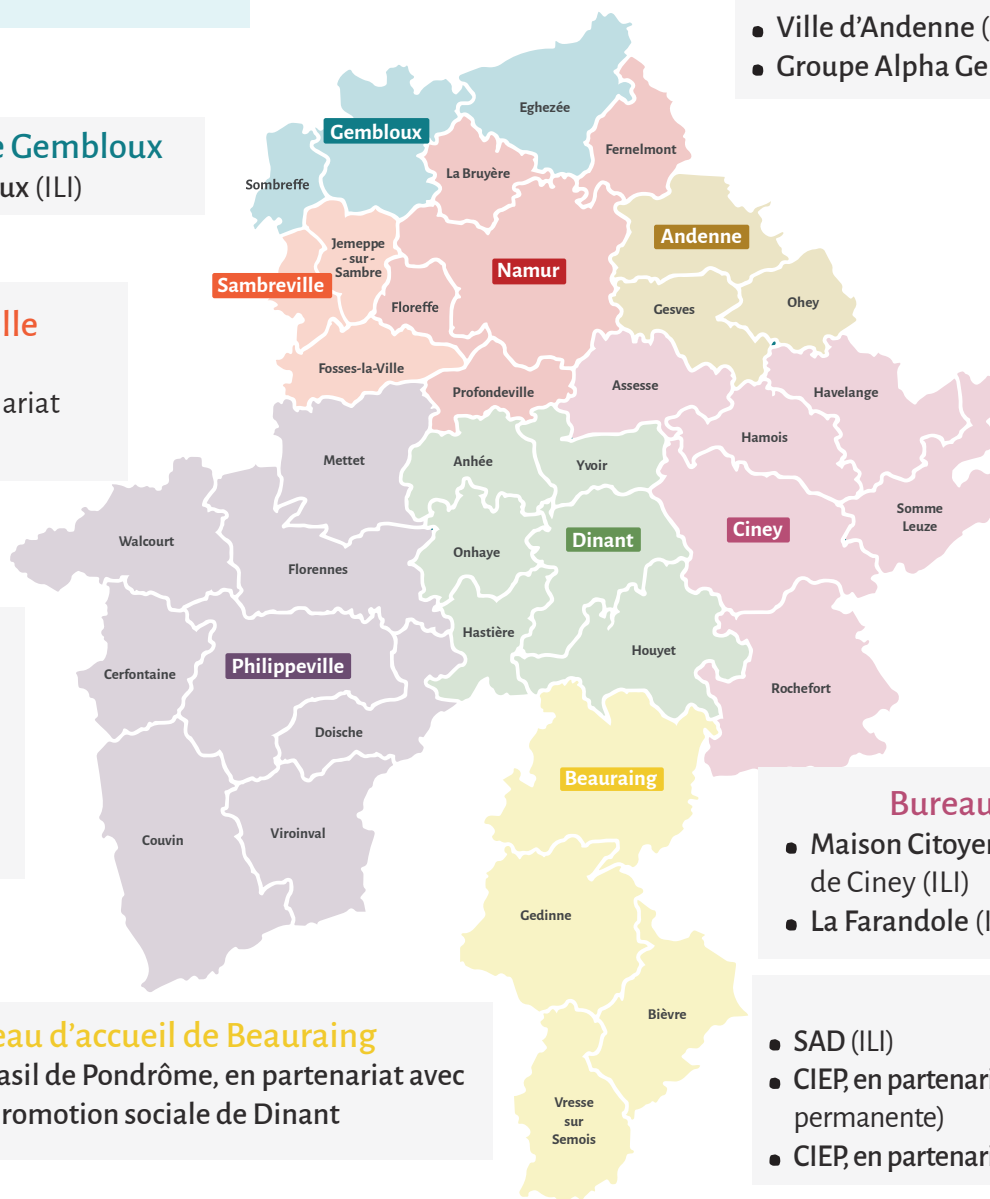 • Ville d'Andenne (
• Groupe Alpha Ge
Eghezée
Gembloux
Fernelmont
e Gembloux
ux (ILI)
La Bruyère
Sombreffe
Andenne
Jemeppe
- sur -
Sambre
Namur
Sambreville
Floreffe
Gesves
Ohey
lle
Fosses-la-Ville
Profondeville
Assesse
Havelange
ariat
Hamois
Mettet
Anhée
Yvoir
Somme
Leuze
Ciney
Dinant
Walcourt
Onhaye
Florennes
Hastière
Houyet
Philippeville
Cerfontaine
Rochefort
Doische
Beauraing
Bureau
Couvin
Viroinval
• Maison Citoyen
de Ciney (ILI)
• La Farandole (I
Gedinne
Bièvre
eau d'accueil de Beauraing
asil de Pondrôme, en partenariat avec
romotion sociale de Dinant
• SAD (ILI)
• CIEP, en partenari
permanente)
• CIEP, en partenari
Vresse
sur
Semois